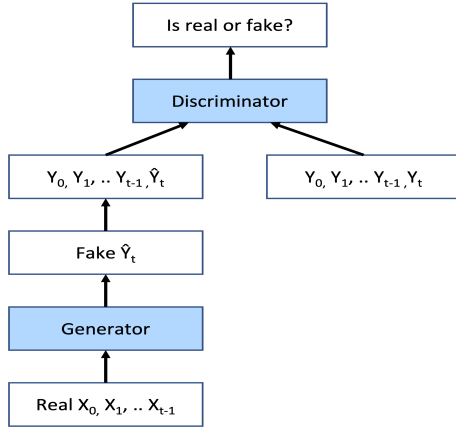 Is real or fake?
Discriminator
Y₀, Y₁, .. Yₜ₋₁, Ŷₜ
Y₀, Y₁, .. Yₜ₋₁,Yₜ
Fake Ŷₜ
Generator
Real X₀, X₁, .. Xₜ₋₁